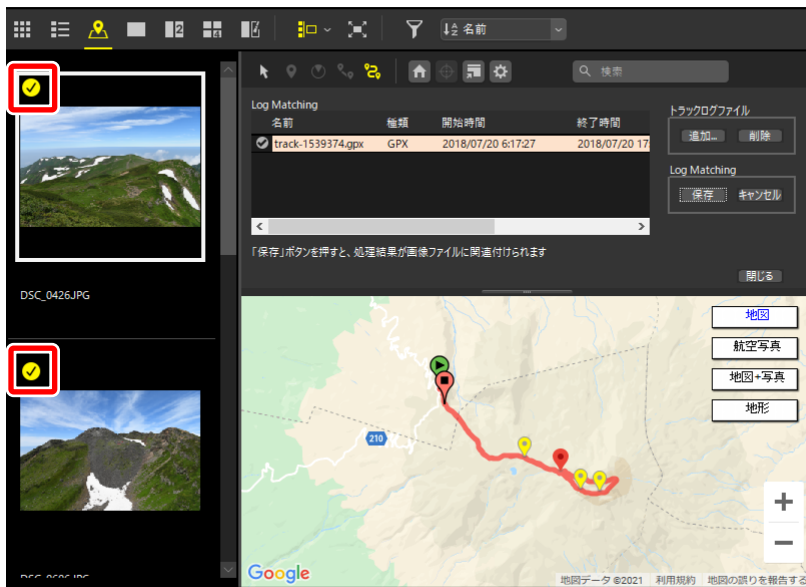 名前
検索
Log Matching
名前 種類 開始時間 終了時間
track-1539374.gpx GPX 2018/07/20 6:17:27 2018/07/20 17
トラックログファイル
追加... 削除
Log Matching
保存 キャンセル
「保存」ボタンを押すと、処理結果が画像ファイルに関連付けられます
閉じる
DSC_0426.JPG
地図
航空写真
地図+写真
地形
210
Google
地図データ ©2021 利用規約 地図の誤りを報告する